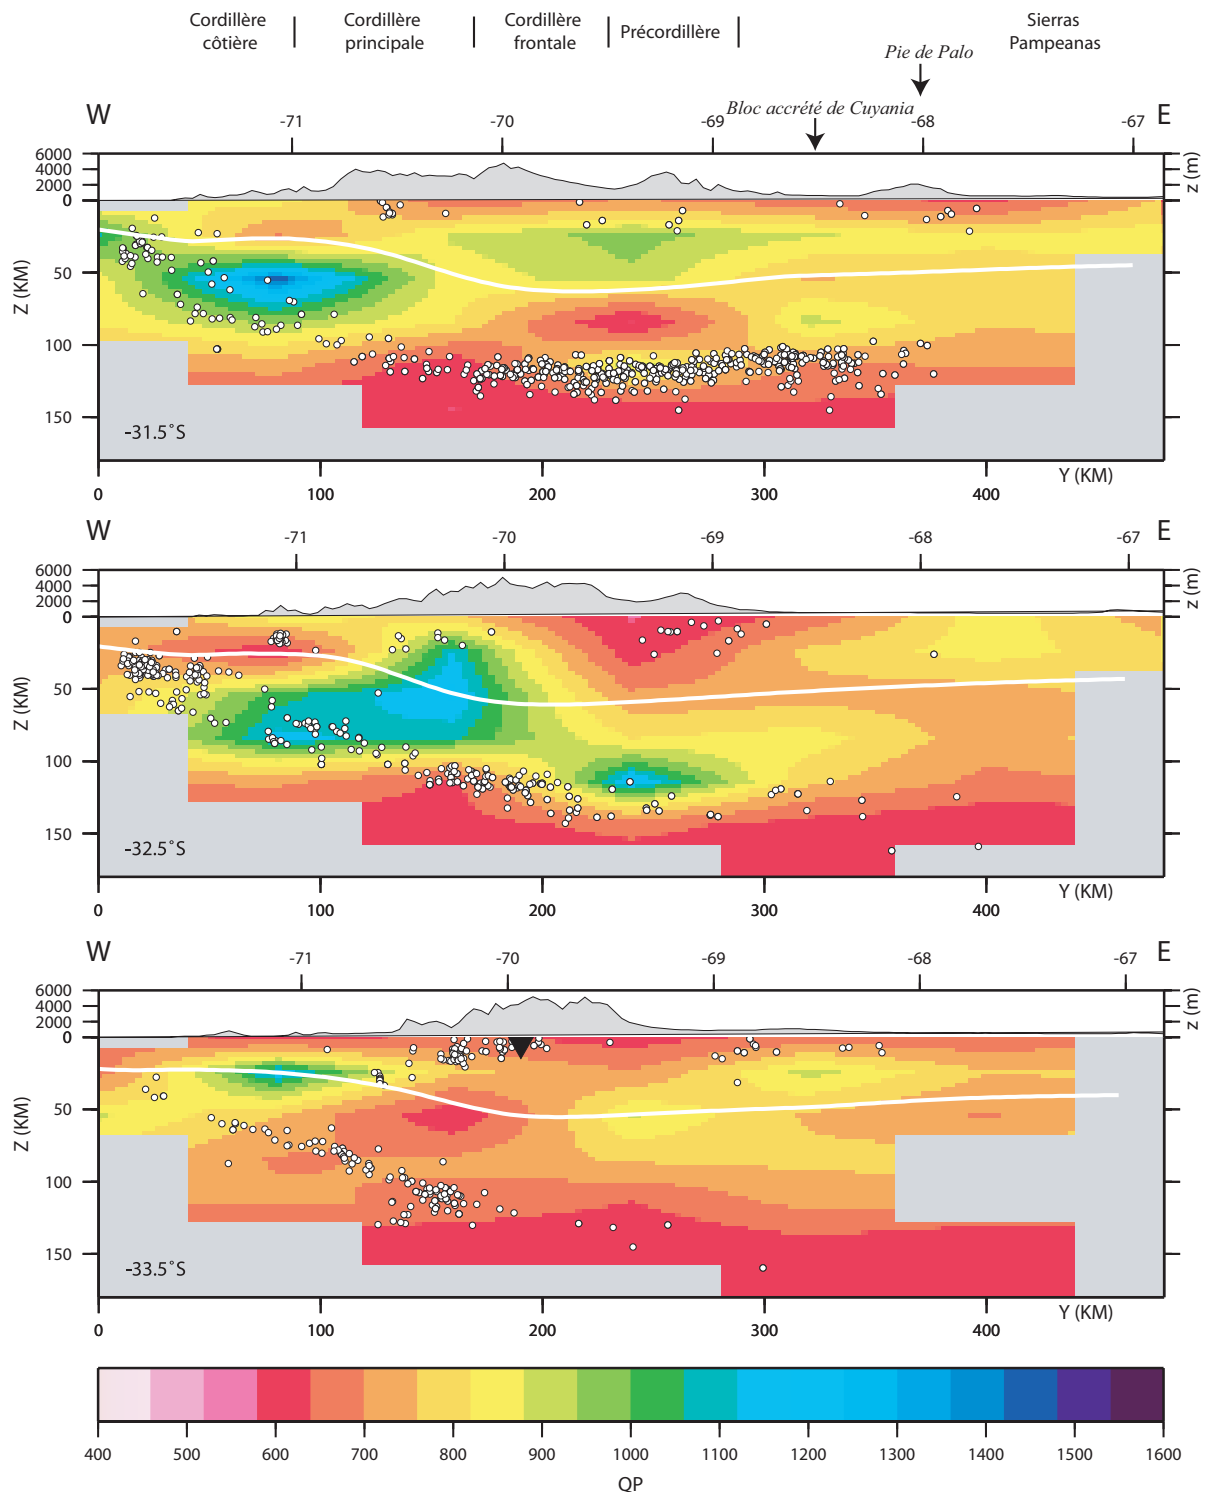 Cordillère côtière
Cordillère principale
Cordillère frontale
Précordillère
Sierras Pampeanas
Pie de Palo
Bloc accrété de Cuyania
W
-71
-70
-69
-68
-67
E
6000
4000
2000
0
z (m)
50
100
150
Z (KM)
-31.5˚S
0
100
200
300
400
Y (KM)
W
-71
-70
-69
-68
-67
E
6000
4000
2000
0
z (m)
50
100
150
Z (KM)
-32.5˚S
0
100
200
300
400
Y (KM)
W
-71
-70
-69
-68
-67
E
6000
4000
2000
0
z (m)
50
100
150
Z (KM)
-33.5˚S
0
100
200
300
400
Y (KM)
400 500 600 700 800 900 1000 1100 1200 1300 1400 1500 1600
QP